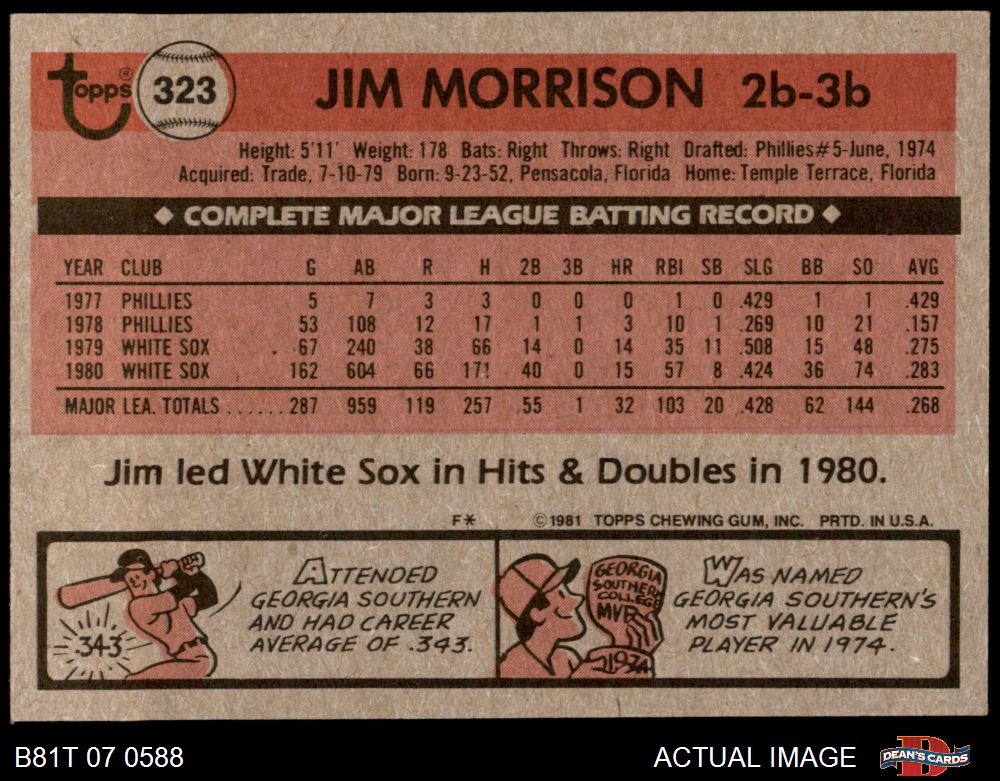 topps® 323 JIM MORRISON 2b-3b
Height: 5'11" Weight: 178 Bats: Right Throws: Right Drafted: Phillies#5-June, 1974
Acquired: Trade, 7-10-79 Born: 9-23-52, Pensacola, Florida Home: Temple Terrace, Florida
◆ COMPLETE MAJOR LEAGUE BATTING RECORD ◆
YEAR CLUB G AB R H 2B 3B HR RBI SB SLG BB SO AVG
1977 PHILLIES 5 7 3 3 0 0 0 1 0 .429 1 1 .429
1978 PHILLIES 53 108 12 17 1 1 3 10 1 .269 10 21 .157
1979 WHITE SOX 67 240 38 66 14 0 14 35 11 .508 15 48 .275
1980 WHITE SOX 162 604 66 171 40 0 15 57 8 .424 36 74 .283
MAJOR LEA. TOTALS ...... 287 959 119 257 55 1 32 103 20 .428 62 144 .268
Jim led White Sox in Hits & Doubles in 1980.
F* ©1981 TOPPS CHEWING GUM, INC. PRTD. IN U.S.A.
ATTENDED
GEORGIA SOUTHERN
AND HAD CAREER
AVERAGE OF .343.
.343
GEORGIA
SOUTHERN
COLLEGE
MVP
1974
WAS NAMED
GEORGIA SOUTHERN'S
MOST VALUABLE
PLAYER IN 1974.
B81T 07 0588 ACTUAL IMAGE DEAN'S CARDS